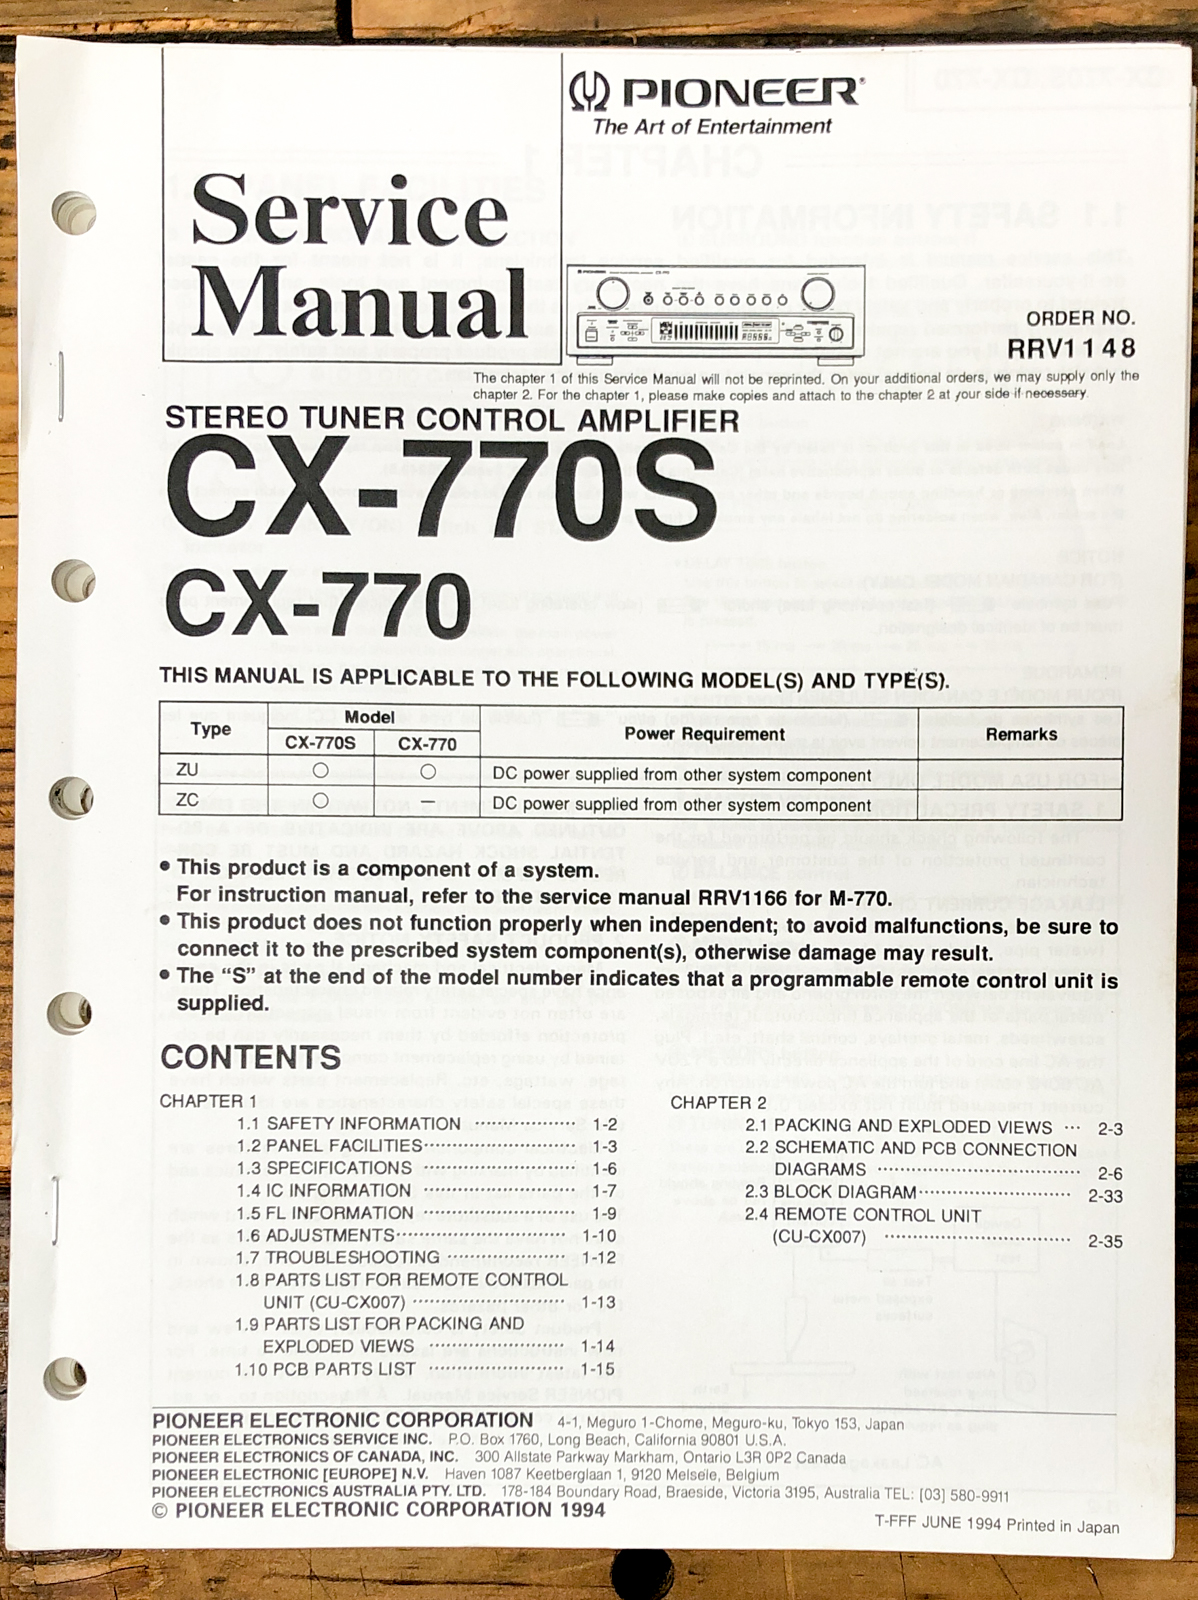 PIONEER®
The Art of Entertainment
Service
Manual
ORDER NO.
RRV1148
The chapter 1 of this Service Manual will not be reprinted. On your additional orders, we may supply only the
chapter 2. For the chapter 1, please make copies and attach to the chapter 2 at your side if necessary.
STEREO TUNER CONTROL AMPLIFIER
CX-770S
CX-770
THIS MANUAL IS APPLICABLE TO THE FOLLOWING MODEL(S) AND TYPE(S).
Type Model Power Requirement Remarks
CX-770S CX-770
ZU ○ ○ DC power supplied from other system component
ZC ○ – DC power supplied from other system component
● This product is a component of a system.
For instruction manual, refer to the service manual RRV1166 for M-770.
● This product does not function properly when independent; to avoid malfunctions, be sure to
connect it to the prescribed system component(s), otherwise damage may result.
● The “S” at the end of the model number indicates that a programmable remote control unit is
supplied.
CONTENTS
CHAPTER 1
1.1 SAFETY INFORMATION ················ 1-2
1.2 PANEL FACILITIES ······················ 1-3
1.3 SPECIFICATIONS ······················ 1-6
1.4 IC INFORMATION ······················ 1-7
1.5 FL INFORMATION ······················ 1-9
1.6 ADJUSTMENTS ························ 1-10
1.7 TROUBLESHOOTING ·················· 1-12
1.8 PARTS LIST FOR REMOTE CONTROL
UNIT (CU-CX007) ······················ 1-13
1.9 PARTS LIST FOR PACKING AND
EXPLODED VIEWS ···················· 1-14
1.10 PCB PARTS LIST ···················· 1-15
CHAPTER 2
2.1 PACKING AND EXPLODED VIEWS ··· 2-3
2.2 SCHEMATIC AND PCB CONNECTION
DIAGRAMS ································ 2-6
2.3 BLOCK DIAGRAM ························ 2-33
2.4 REMOTE CONTROL UNIT
(CU-CX007) ······························ 2-35
PIONEER ELECTRONIC CORPORATION 4-1, Meguro 1-Chome, Meguro-ku, Tokyo 153, Japan
PIONEER ELECTRONICS SERVICE INC. P.O. Box 1760, Long Beach, California 90801 U.S.A.
PIONEER ELECTRONICS OF CANADA, INC. 300 Allstate Parkway Markham, Ontario L3R 0P2 Canada
PIONEER ELECTRONIC [EUROPE] N.V. Haven 1087 Keetberglaan 1, 9120 Melsele, Belgium
PIONEER ELECTRONICS AUSTRALIA PTY. LTD. 178-184 Boundary Road, Braeside, Victoria 3195, Australia TEL: [03] 580-9911
© PIONEER ELECTRONIC CORPORATION 1994
T-FFF JUNE 1994 Printed in Japan